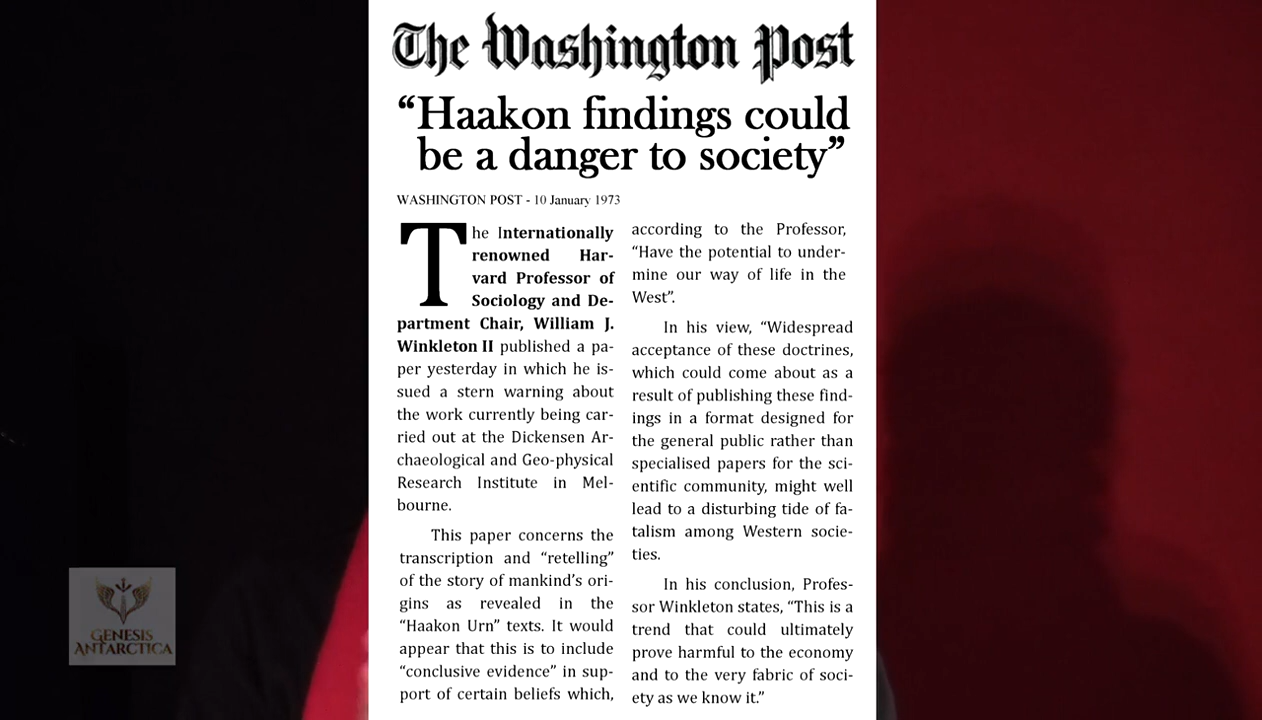 The Washington Post
“Haakon findings could
be a danger to society”
WASHINGTON POST - 10 January 1973
The Internationally
renowned Har-
vard Professor of
Sociology and De-
partment Chair, William J.
Winkleton II published a pa-
per yesterday in which he is-
sued a stern warning about
the work currently being car-
ried out at the Dickensen Ar-
chaeological and Geo-physical
Research Institute in Mel-
bourne.
This paper concerns the
transcription and “retelling”
of the story of mankind’s ori-
gins as revealed in the
“Haakon Urn” texts. It would
appear that this is to include
“conclusive evidence” in sup-
port of certain beliefs which,
according to the Professor,
“Have the potential to under-
mine our way of life in the
West”.
In his view, “Widespread
acceptance of these doctrines,
which could come about as a
result of publishing these find-
ings in a format designed for
the general public rather than
specialised papers for the sci-
entific community, might well
lead to a disturbing tide of fa-
talism among Western socie-
ties.
In his conclusion, Profes-
sor Winkleton states, “This is a
trend that could ultimately
prove harmful to the economy
and to the very fabric of soci-
ety as we know it.”
GENESIS
ANTARCTICA